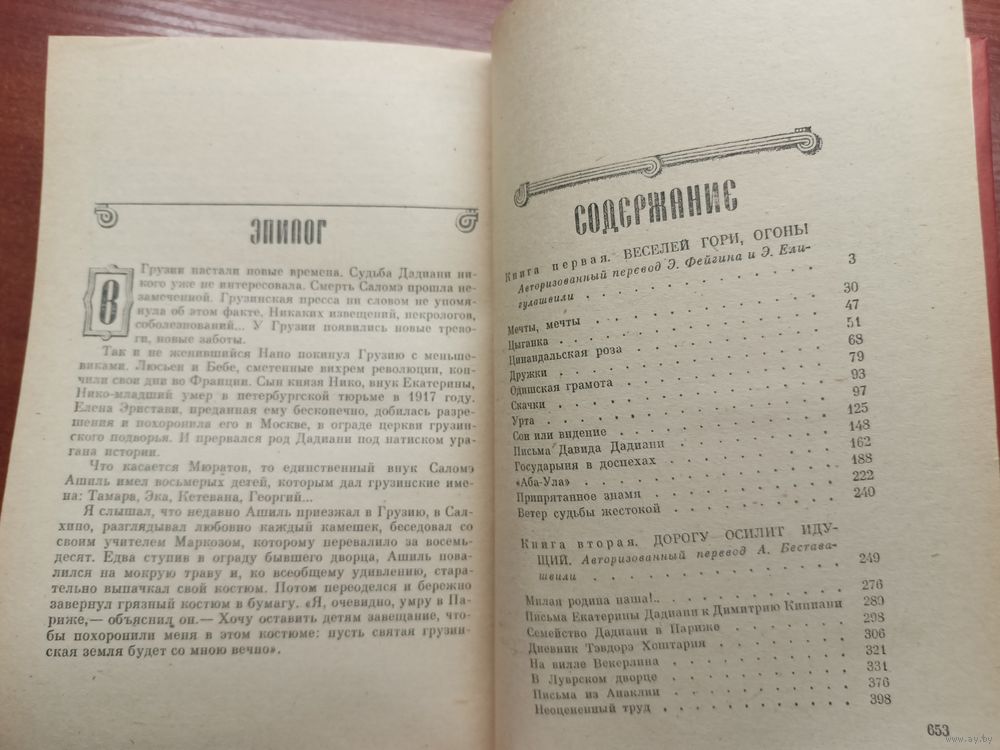 ЭПИЛОГ
В Грузии настали новые времена. Судьба Дадиани ни-
кого уже не интересовала. Смерть Саломэ прошла не-
замеченной. Грузинская пресса ни словом не упомя-
нула об этом факте. Никаких извещений, некрологов,
соболезнований... У Грузии появились новые трево-
ги, новые заботы.
Так и не женившийся Напо покинул Грузию с меньше-
виками. Люсьен и Бебе, сметенные вихрем революции, кон-
чили свои дни во Франции. Сын князя Нико, внук Екатерины,
Нико-младший умер в петербургской тюрьме в 1917 году.
Елена Эристави, преданная ему бесконечно, добилась разре-
шения и похоронила его в Москве, в ограде церкви грузин-
ского подворья. И прервался род Дадиани под натиском ура-
гана истории.
Что касается Мюратов, то единственный внук Саломэ
Ашиль имел восьмерых детей, которым дал грузинские име-
на: Тамара, Эка, Кетевана, Георгий...
Я слышал, что недавно Ашиль приезжал в Грузию, в Сал-
хино, разглядывал любовно каждый камешек, беседовал со
своим учителем Маркозом, которому перевалило за восемь-
десят. Едва ступив в ограду бывшего дворца, Ашиль пова-
лился на мокрую траву и, ко всеобщему удивлению, стара-
тельно выпачкал свой костюм. Потом переоделся и бережно
завернул грязный костюм в бумагу. «Я, очевидно, умру в Па-
риже,— объяснил он.— Хочу оставить детям завещание, что-
бы похоронили меня в этом костюме: пусть святая грузин-
ская земля будет со мною вечно».
СОДЕРЖАНИЕ
Книга первая. ВЕСЕЛЕЙ ГОРИ, ОГОНЬ!
Авторизованный перевод Э. Фейгина и Э. Ели-
гулашвили . . . . . . . . . 3
Мечты, мечты . . . . . . . . . 30
Цыганка . . . . . . . . . 47
Цинандальская роза . . . . . . . . . 51
Дружки . . . . . . . . . 68
Одишская грамота . . . . . . . . . 79
Скачки . . . . . . . . . 93
Урта . . . . . . . . . 97
Сон или видение . . . . . . . . . 125
Письма Давида Дадиани . . . . . . . . . 148
Государыня в доспехах . . . . . . . . . 162
«Аба-Ула» . . . . . . . . . 188
Припрятанное знамя . . . . . . . . . 222
Ветер судьбы жестокой . . . . . . . . . 240
Книга вторая. ДОРОГУ ОСИЛИТ ИДУ-
ЩИЙ. Авторизованный перевод А. Бестава-
швили . . . . . . . . . 249
Милая родина наша!.. . . . . . . . . 276
Письма Екатерины Дадиани к Димитрию Кипиани 289
Семейство Дадиани в Париже . . . . . . 298
Дневник Тэвдорэ Хоштария . . . . . . 306
На вилле Векерлина . . . . . . . . . 321
В Луврском дворце . . . . . . . . . 331
Письма из Анаклии . . . . . . . . . 376
Неоцененный труд . . . . . . . . . 398
653
www.ay.by